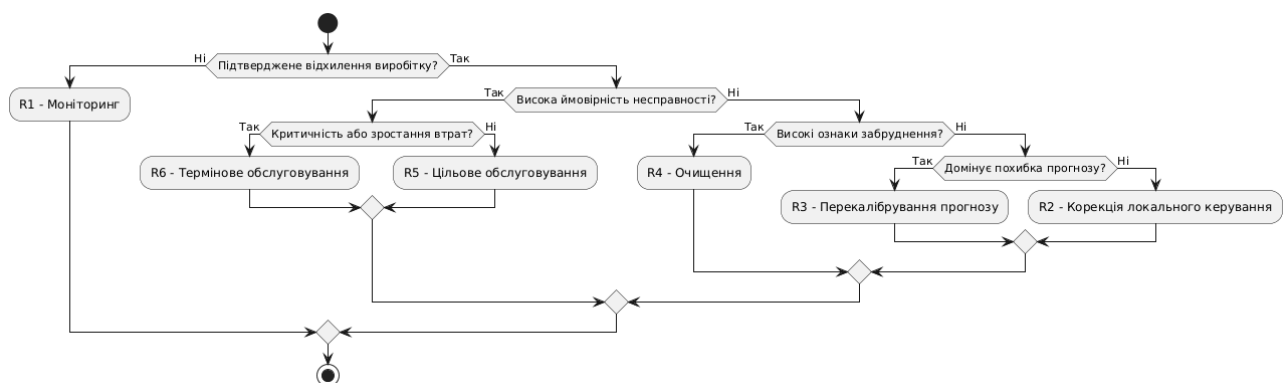 Підтверджене відхилення виробітку?
Ні
Так
R1 - Моніторинг
Висока ймовірність несправності?
Так
Ні
Критичність або зростання втрат?
Так
Ні
R6 - Термінове обслуговування
R5 - Цільове обслуговування
Високі ознаки забруднення?
Так
Ні
R4 - Очищення
Домінує похибка прогнозу?
Так
Ні
R3 - Перекалібрування прогнозу
R2 - Корекція локального керування